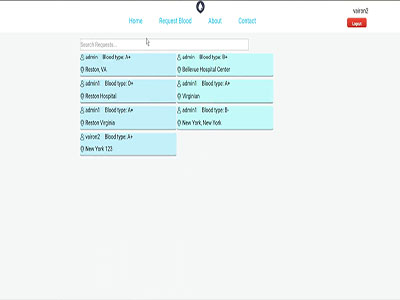 vairon2
Home Request Blood About Contact
Logout
Search Requests...
admin Blood type: A+
Reston, VA
admin Blood type: B+
Bellevue Hospital Center
admin1 Blood type: O+
Reston Hospital
admin1 Blood type: A+
Virginian
admin1 Blood type: A+
Reston Virginia
admin1 Blood type: B-
New York, New York
vairon2 Blood type: A+
New York 123